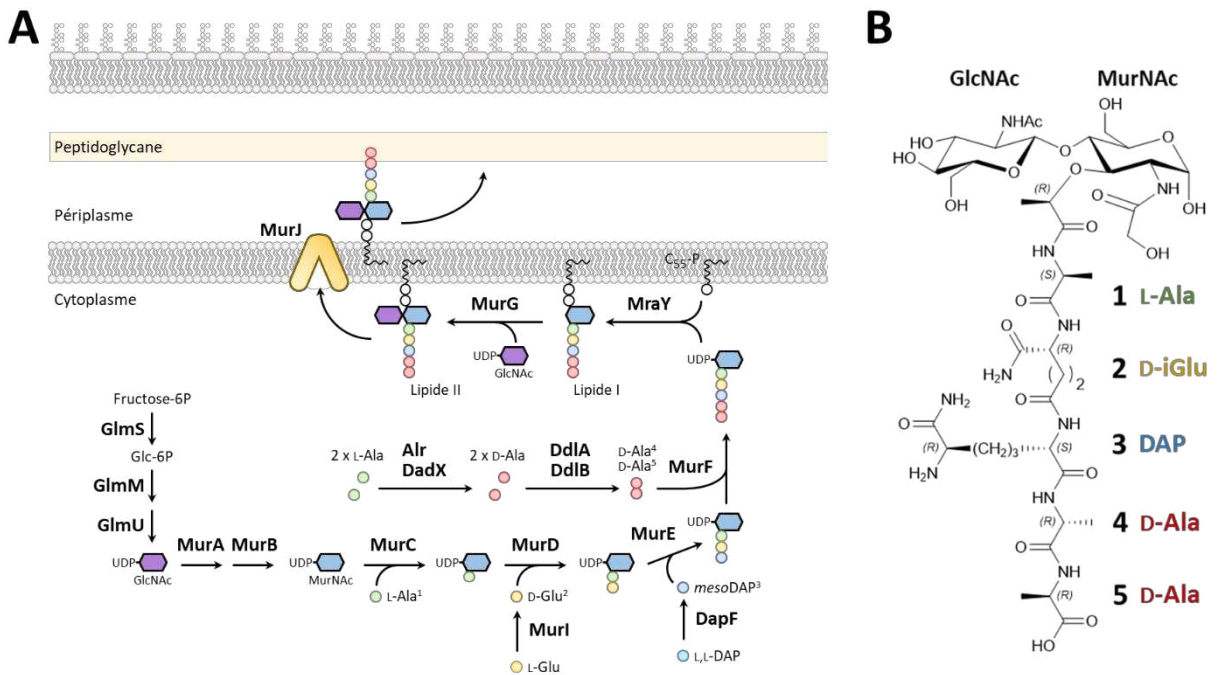 A
Peptidoglycane
Périplasme
MurJ
Cytoplasme
C55-P
MurG
MraY
UDP
GlcNAc
UDP
Lipide II
Lipide I
Fructose-6P
GlmS
Glc-6P
GlmM
GlmU
2 x L-Ala
Alr
DadX
2 x D-Ala
DdlA
DdlB
D-Ala⁴
D-Ala⁵
MurF
UDP
GlcNAc
MurA
MurB
UDP
MurNAc
MurC
L-Ala¹
UDP
MurD
D-Glu²
MurI
L-Glu
UDP
MurE
mesoDAP³
DapF
L,L-DAP
UDP
B
GlcNAc
MurNAc
OH
NHAc
OH
HO
O
O
O
HO
O
O
NH
OH
OH
(R)
O
O
HN
OH
(S)
1 L-Ala
O
NH
O
(R)
H2N
( )2
2 D-iGlu
O
NH
NH2
O
(R)
(CH2)3
(S)
3 DAP
NH2
O
HN
(R)
4 D-Ala
O
NH
(R)
5 D-Ala
O
HO